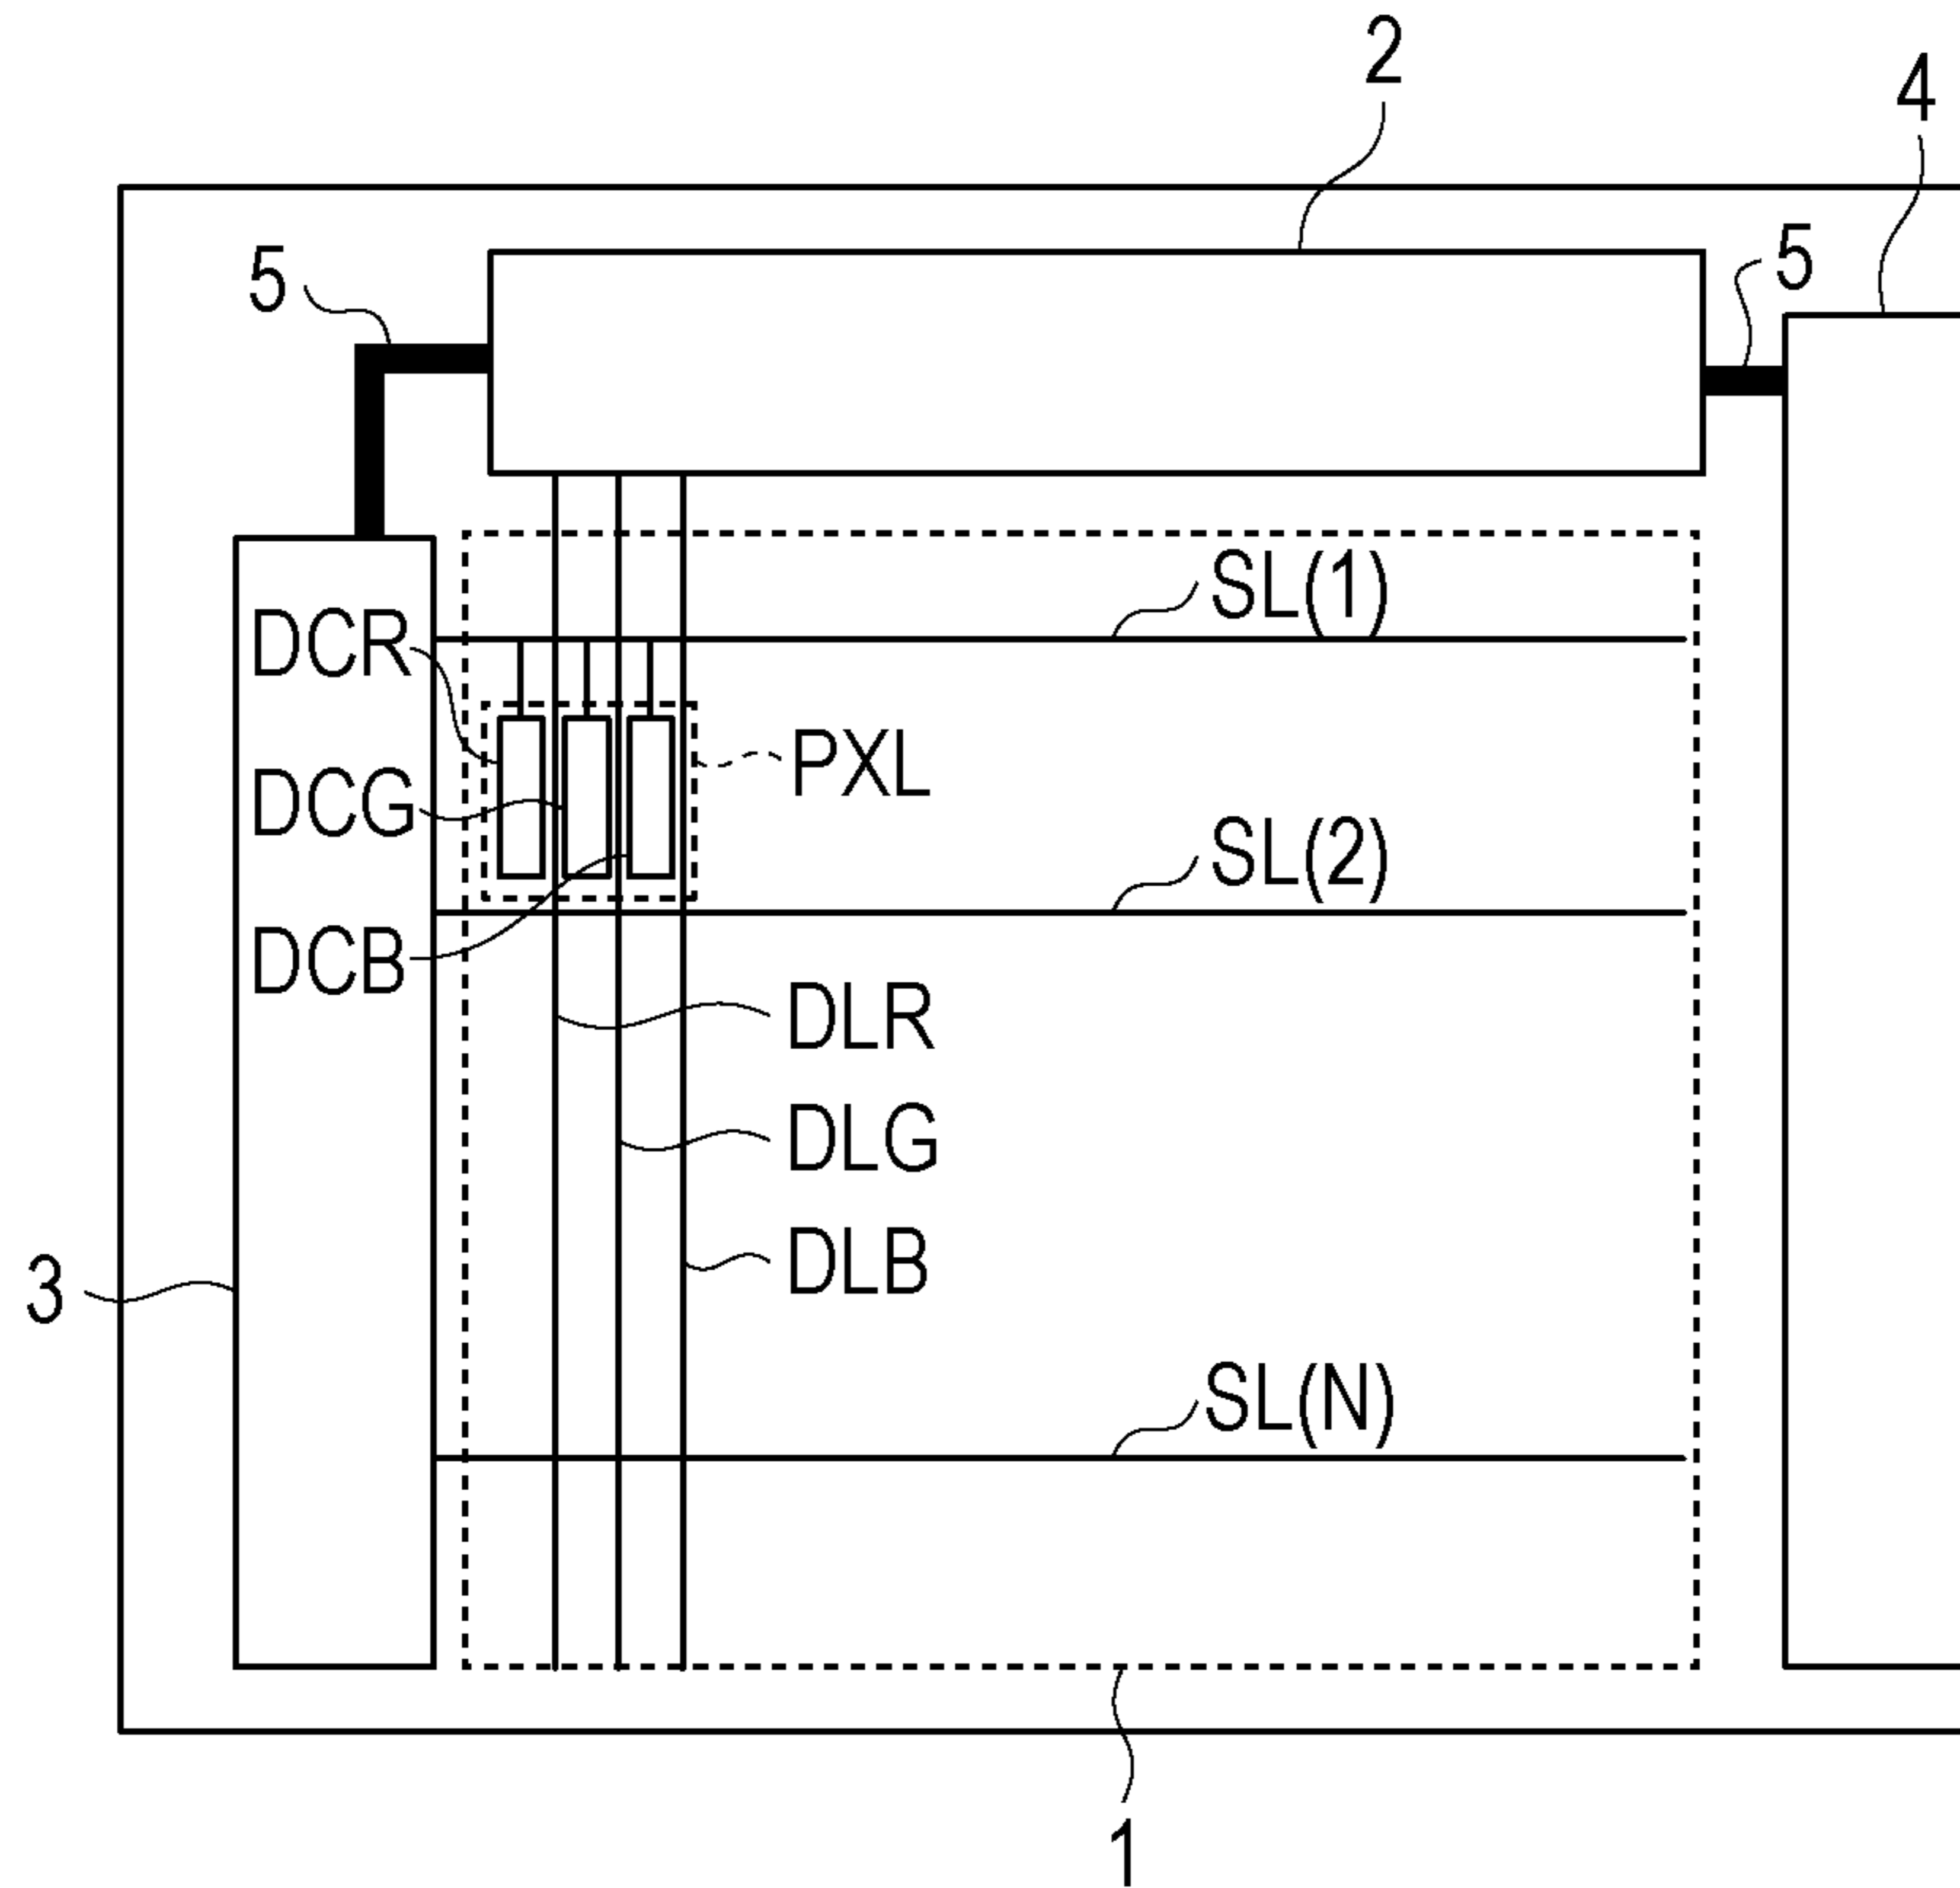 2
4
5
5
SL(1)
DCR
PXL
DCG
SL(2)
DCB
DLR
DLG
DLB
3
SL(N)
1